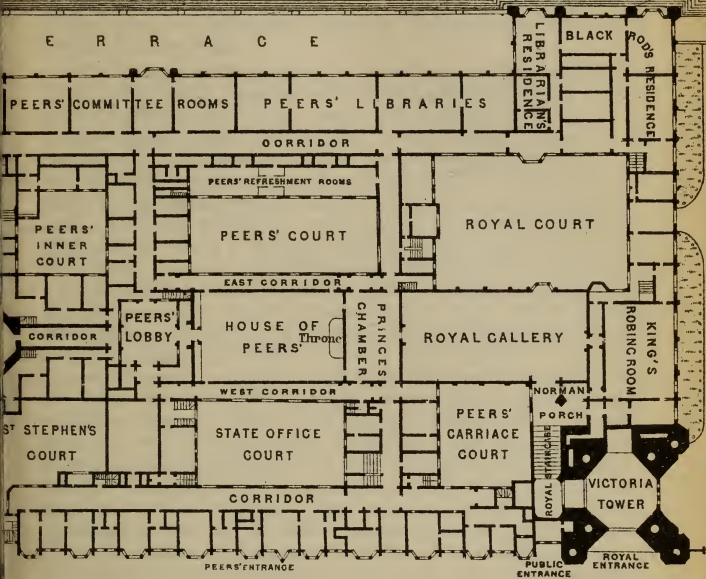 ERRACE
LIBRARIAN'S
RESIDENCE
BLACK
ROD'S RESIDENCE
PEERS' COMMITTEE ROOMS
PEERS' LIBRARIES
CORRIDOR
PEERS' REFRESHMENT ROOMS
PEERS'
INNER
COURT
PEERS' COURT
ROYAL COURT
EAST CORRIDOR
PEERS'
LOBBY
HOUSE OF
PEERS'
Throne
PRINCES
CHAMBER
ROYAL GALLERY
KING'S
ROBING ROOM
CORRIDOR
WEST CORRIDOR
NORMAN
PORCH
ST STEPHEN'S
COURT
STATE OFFICE
COURT
PEERS'
CARRIAGE
COURT
ROYAL STAIRCASE
VICTORIA
TOWER
CORRIDOR
PEERS' ENTRANCE
PUBLIC
ENTRANCE
ROYAL
ENTRANCE